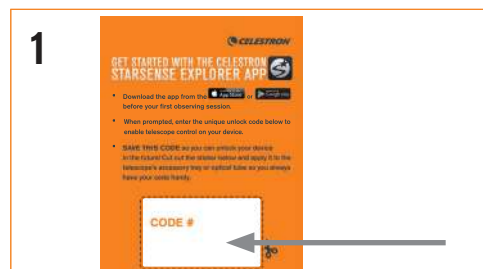 1
CELESTRON
GET STARTED WITH THE CELESTRON
STARSENSE EXPLORER APP
• Download the app from the App Store or Google play
before your first observing session.
• When prompted, enter the unique unlock code below to
enable telescope control on your device.
• SAVE THIS CODE so you can unlock your device
in the future! Cut out the sticker below and apply it to the
telescope's accessory tray or optical tube so you always
have your code handy.
CODE #